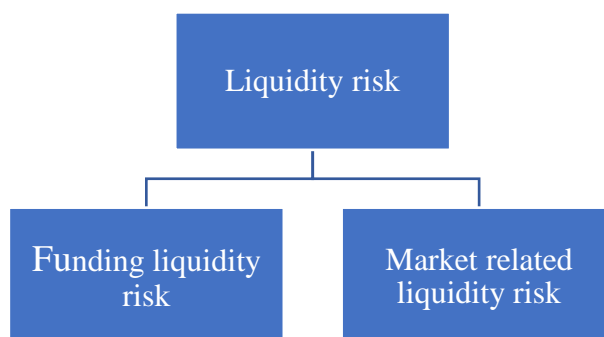 Liquidity risk
Funding liquidity
risk
Market related
liquidity risk